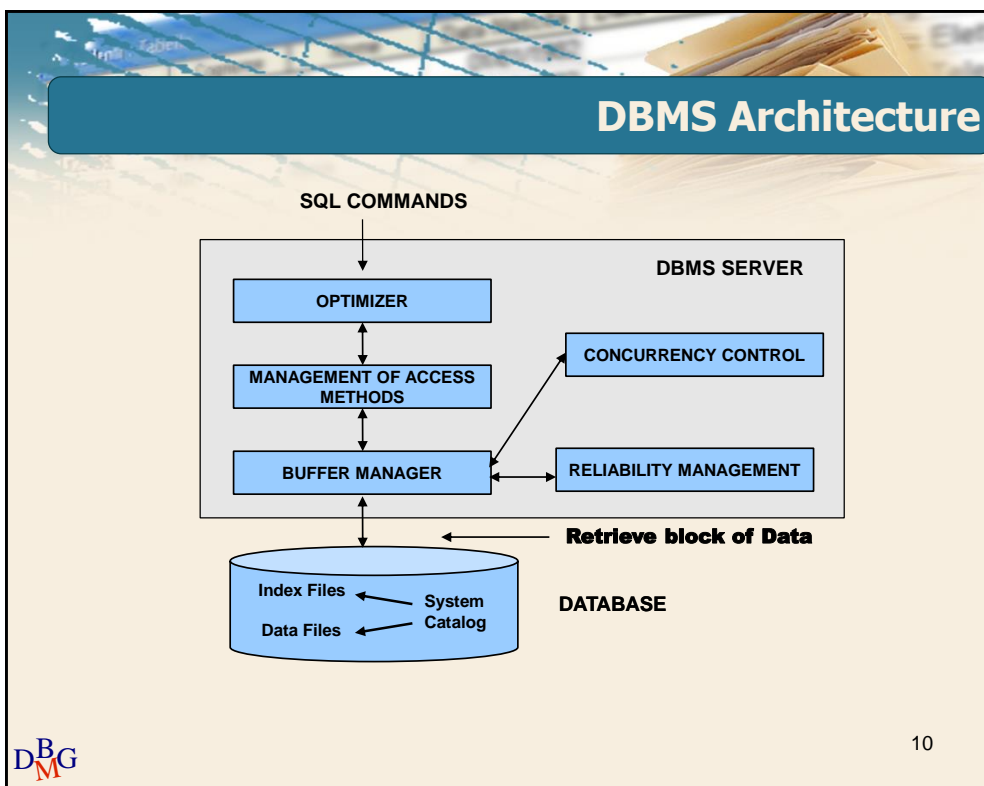 DBMS Architecture
SQL COMMANDS
DBMS SERVER
OPTIMIZER
CONCURRENCY CONTROL
MANAGEMENT OF ACCESS
METHODS
BUFFER MANAGER
RELIABILITY MANAGEMENT
Retrieve block of Data
Index Files
System
Catalog
Data Files
DATABASE
DBMG
10